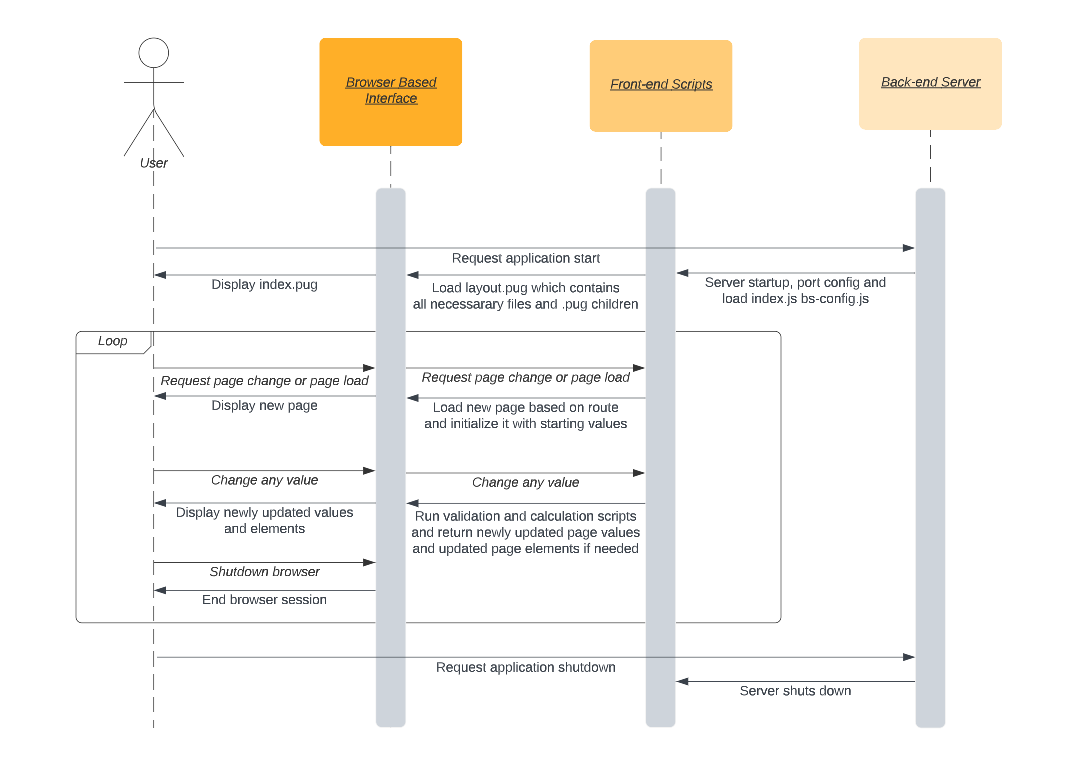 Browser Based
Interface
Front-end Scripts
Back-end Server
User
Request application start
Display index.pug
Load layout.pug which contains
all necessarary files and .pug children
Server startup, port config and
load index.js bs-config.js
Loop
Request page change or page load
Request page change or page load
Display new page
Load new page based on route
and initialize it with starting values
Change any value
Change any value
Display newly updated values
and elements
Run validation and calculation scripts
and return newly updated page values
and updated page elements if needed
Shutdown browser
End browser session
Request application shutdown
Server shuts down